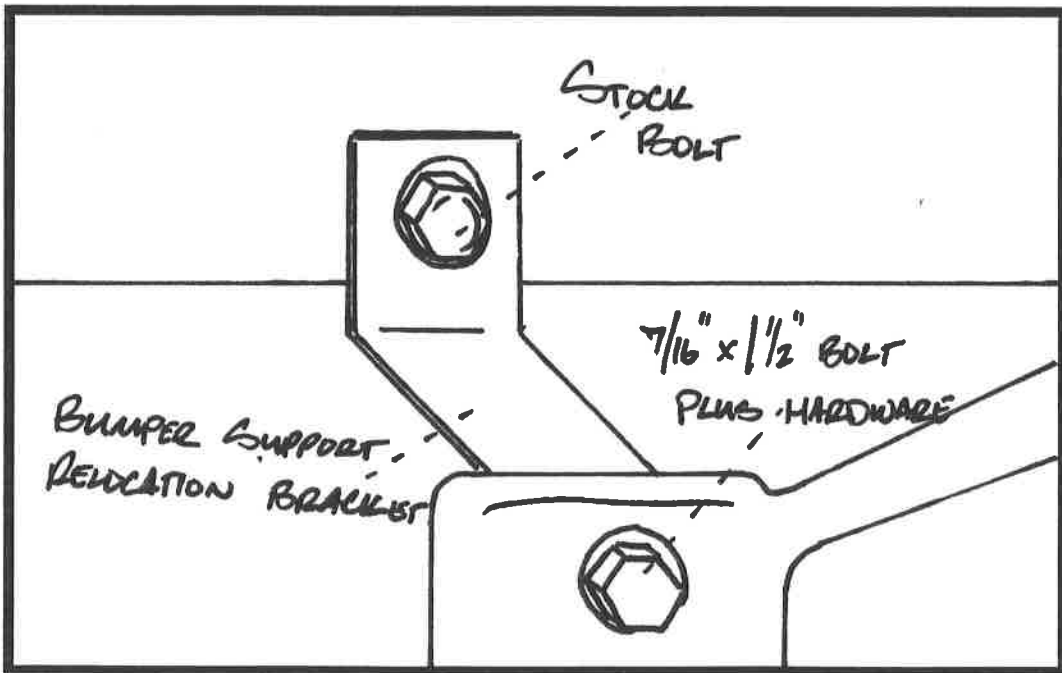 STOCK
BOLT
7/16" x 1 1/2" BOLT
PLUS HARDWARE
BUMPER SUPPORT
RELOCATION BRACKET